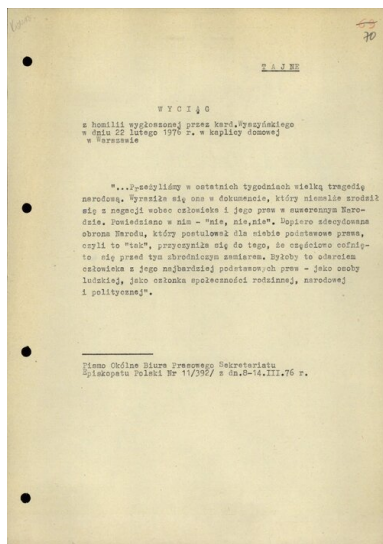 65
70
T A J N E
W Y C I Ą G
z homilii wygłoszonej przez kard.Wyszyńskiego
w dniu 22 lutego 1976 r. w kaplicy domowej
w Warszawie
"...Przeżyliśmy w ostatnich tygodniach wielką tragedię
narodową. Wyraziła się ona w dokumencie, który niemalże zrodził
się z negacji wobec człowieka i jego praw w suwerennym Naro-
dzie. Powiedziano w nim - "nie, nie,nie". Dopiero zdecydowana
obrona Narodu, który postulował dla siebie podstawowe prawa,
czyli to "tak", przyczyniła się do tego, że częściowo cofnię-
to się przed tym zbrodniczym zamiarem. Byłoby to odarciem
człowieka z jego najbardziej podstawowych praw - jako osoby
ludzkiej, jako członka społeczności rodzinnej, narodowej
i politycznej".
Pismo Okólne Biura Prasowego Sekretariatu
Episkopatu Polski Nr 11/392/ z dn.8-14.III.76 r.